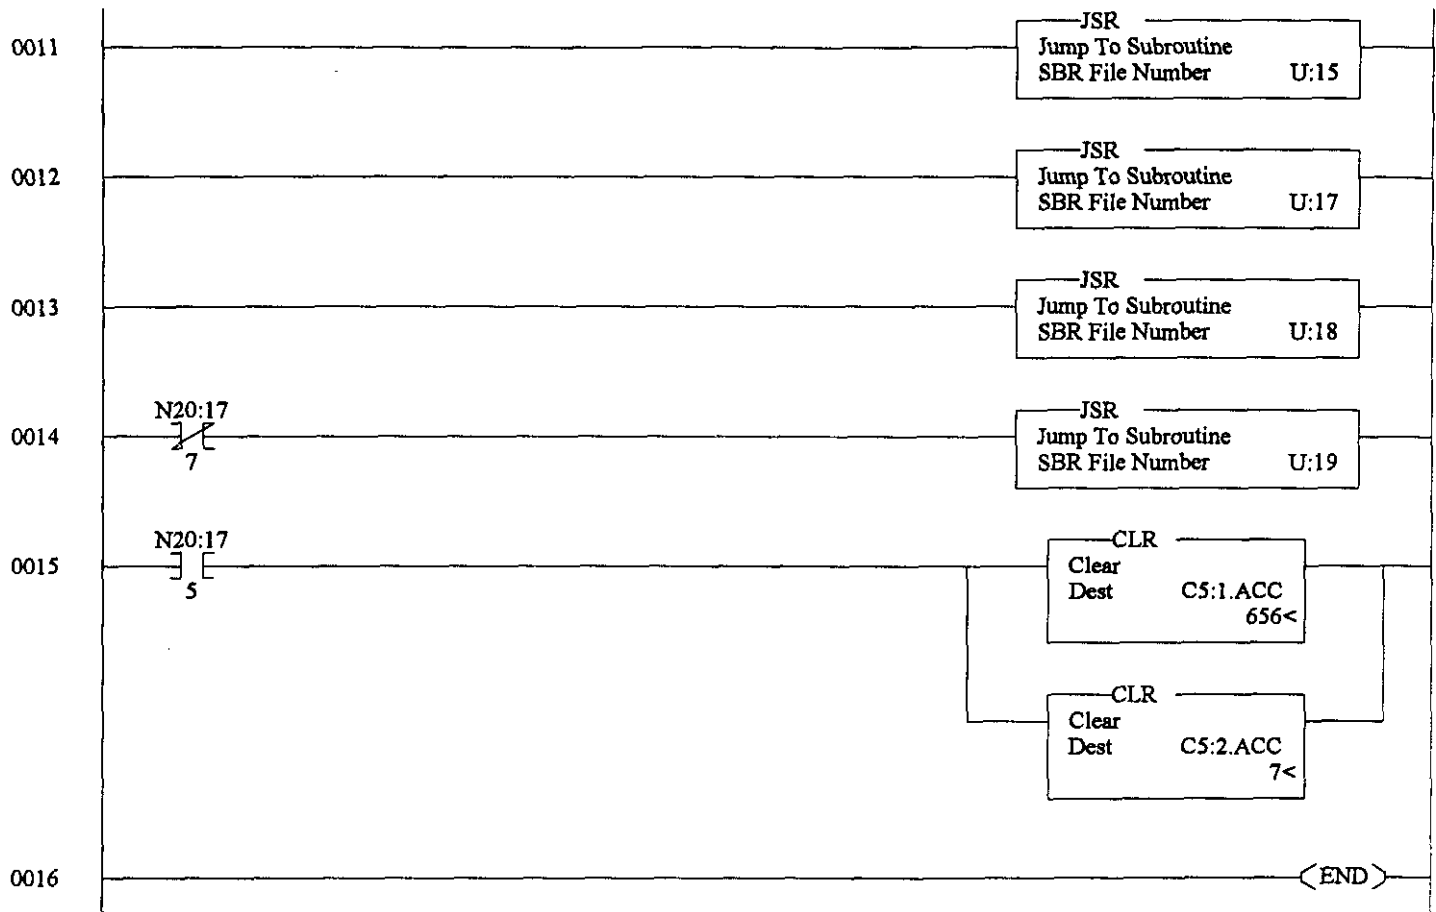 JSR
0011
Jump To Subroutine
SBR File Number U:15
JSR
0012
Jump To Subroutine
SBR File Number U:17
JSR
0013
Jump To Subroutine
SBR File Number U:18
N20:17
JSR
0014
Jump To Subroutine
7
SBR File Number U:19
N20:17
CLR
0015
Clear
5
Dest C5:1.ACC
656<
CLR
Clear
Dest C5:2.ACC
7<
0016
END